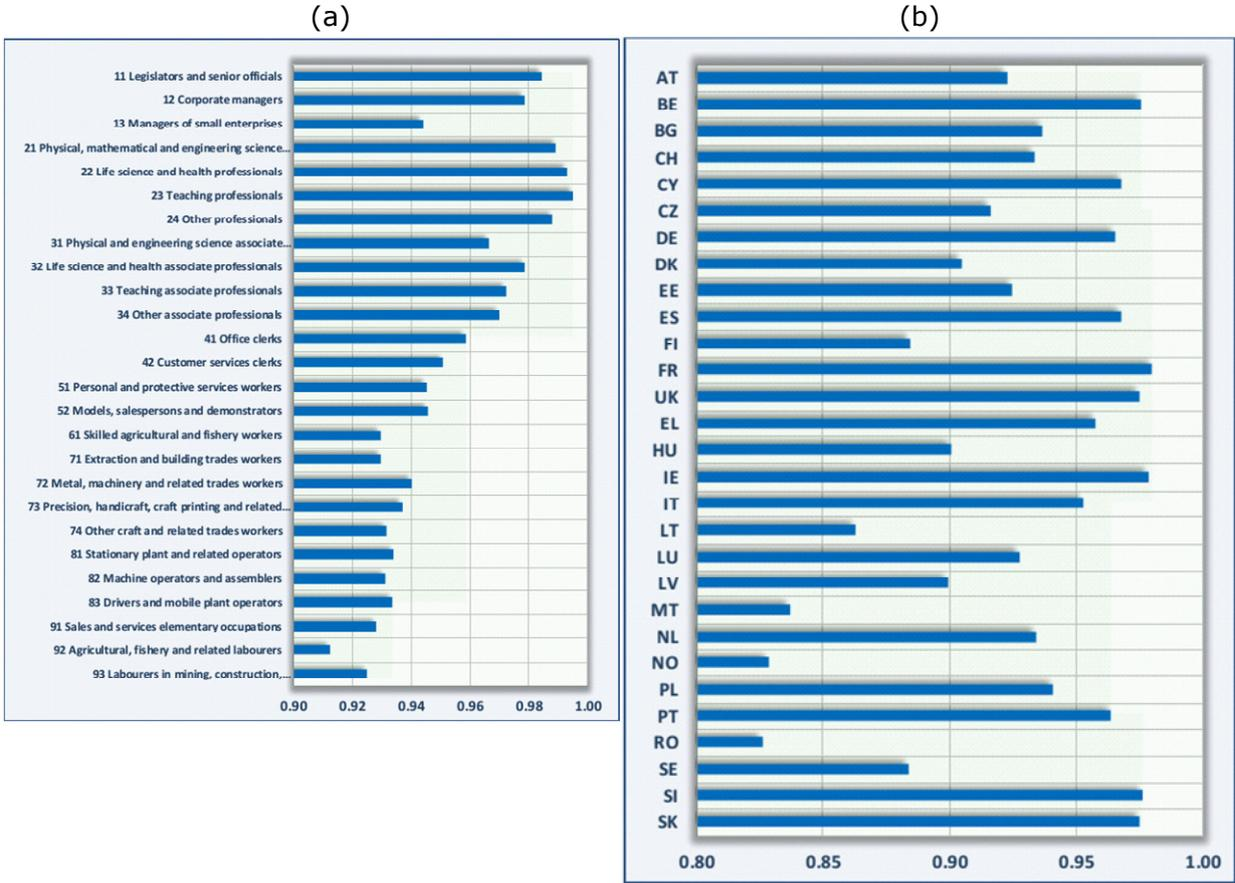 (a)
11 Legislators and senior officials
12 Corporate managers
13 Managers of small enterprises
21 Physical, mathematical and engineering science...
22 Life science and health professionals
23 Teaching professionals
24 Other professionals
31 Physical and engineering science associate...
32 Life science and health associate professionals
33 Teaching associate professionals
34 Other associate professionals
41 Office clerks
42 Customer services clerks
51 Personal and protective services workers
52 Models, salespersons and demonstrators
61 Skilled agricultural and fishery workers
71 Extraction and building trades workers
72 Metal, machinery and related trades workers
73 Precision, handicraft, craft printing and related...
74 Other craft and related trades workers
81 Stationary plant and related operators
82 Machine operators and assemblers
83 Drivers and mobile plant operators
91 Sales and services elementary occupations
92 Agricultural, fishery and related labourers
93 Labourers in mining, construction,...
0.90 0.92 0.94 0.96 0.98 1.00
(b)
AT
BE
BG
CH
CY
CZ
DE
DK
EE
ES
FI
FR
UK
EL
HU
IE
IT
LT
LU
LV
MT
NL
NO
PL
PT
RO
SE
SI
SK
0.80 0.85 0.90 0.95 1.00